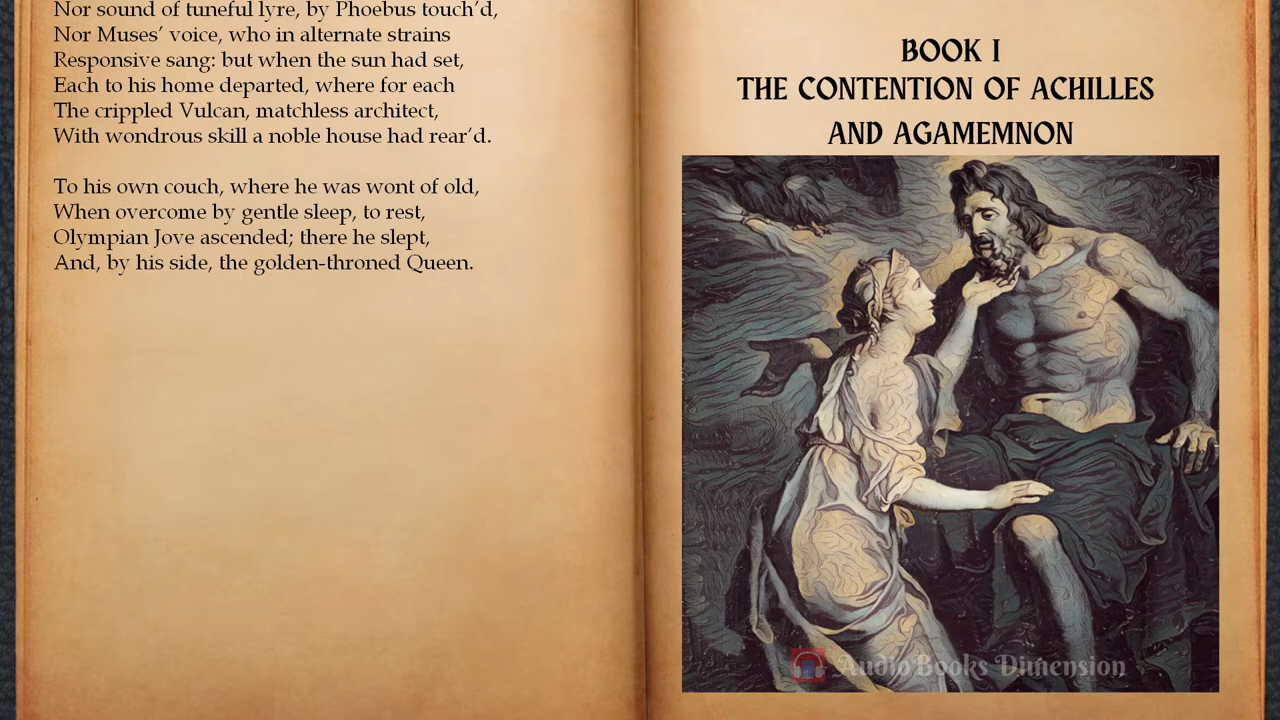 Nor sound of tuneful lyre, by Phoebus touch’d,
Nor Muses’ voice, who in alternate strains
Responsive sang: but when the sun had set,
Each to his home departed, where for each
The crippled Vulcan, matchless architect,
With wondrous skill a noble house had rear’d.
To his own couch, where he was wont of old,
When overcome by gentle sleep, to rest,
Olympian Jove ascended; there he slept,
And, by his side, the golden-throned Queen.
BOOK I
THE CONTENTION OF ACHILLES
AND AGAMEMNON
AudioBooks Dimension